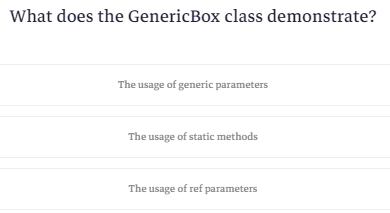 What does the GenericBox class demonstrate?
The usage of generic parameters
The usage of static methods
The usage of ref parameters